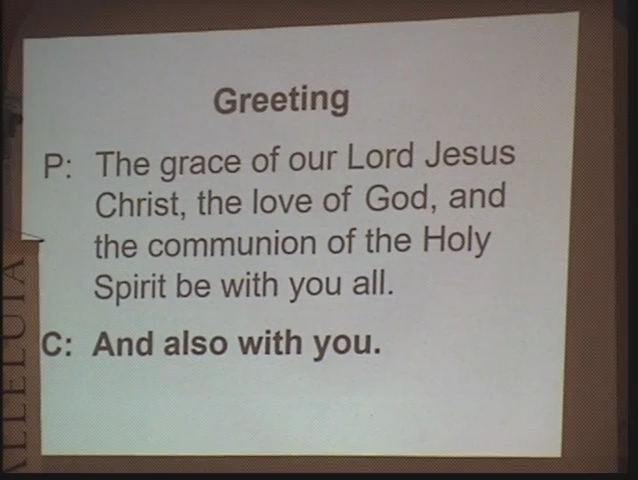 Greeting
P: The grace of our Lord Jesus
Christ, the love of God, and
the communion of the Holy
Spirit be with you all.
C: And also with you.
ALLELUIA